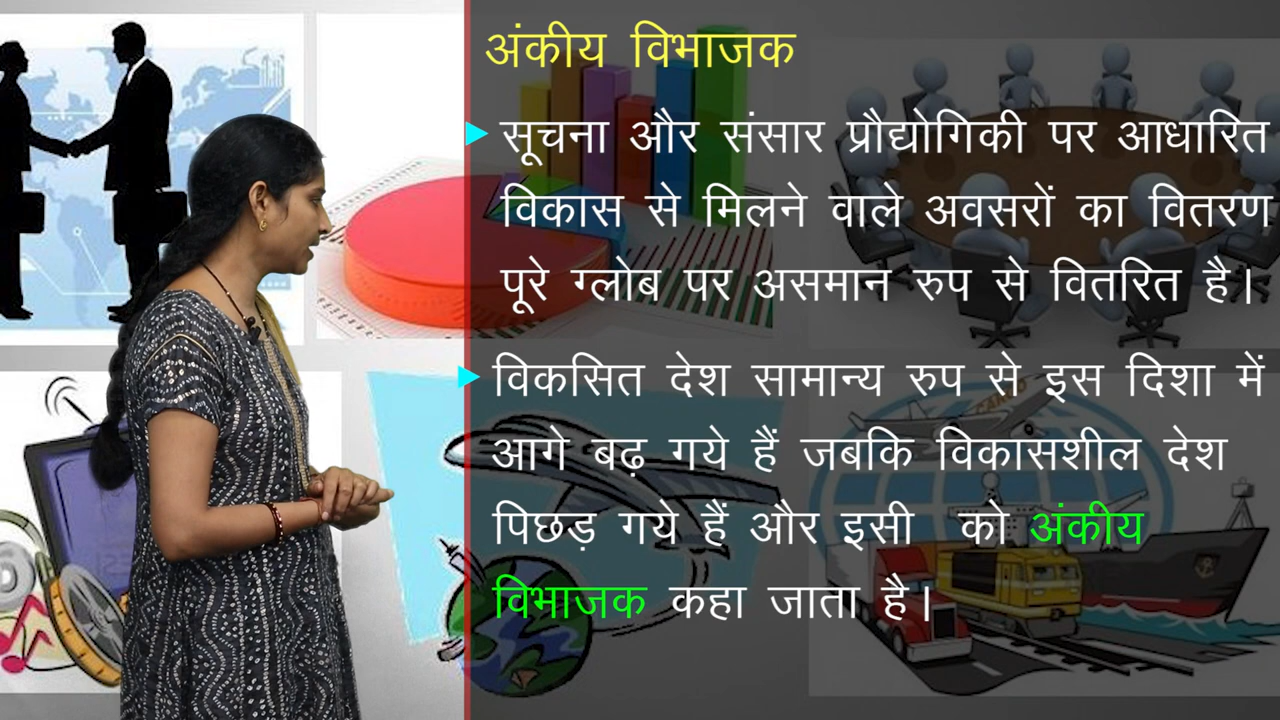 अंकीय विभाजक
सूचना और संसार प्रौद्योगिकी पर आधारित
विकास से मिलने वाले अवसरों का वितरण
पूरे ग्लोब पर असमान रुप से वितरित है।
विकसित देश सामान्य रुप से इस दिशा में
आगे बढ़ गये हैं जबकि विकासशील देश
पिछड़ गये हैं और इसी को अंकीय
विभाजक कहा जाता है।